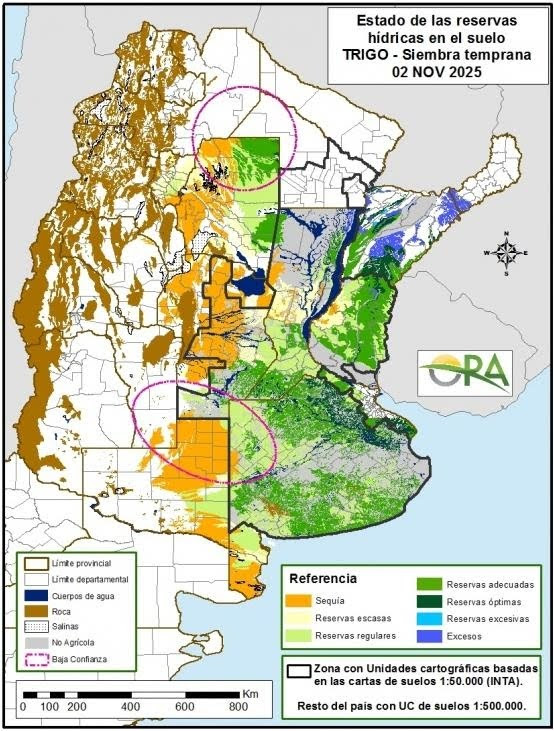 Estado de las reservas
hídricas en el suelo
TRIGO - Siembra temprana
02 NOV 2025
N
W E
S
ORA
Límite provincial
Límite departamental
Cuerpos de agua
Roca
Salinas
No Agrícola
Baja Confianza
Referencia
Sequía
Reservas escasas
Reservas regulares
Reservas adecuadas
Reservas óptimas
Reservas excesivas
Excesos
Zona con Unidades cartográficas basadas
en las cartas de suelos 1:50.000 (INTA).
Resto del país con UC de suelos 1:500.000.
0 100 200 400 600 800 Km